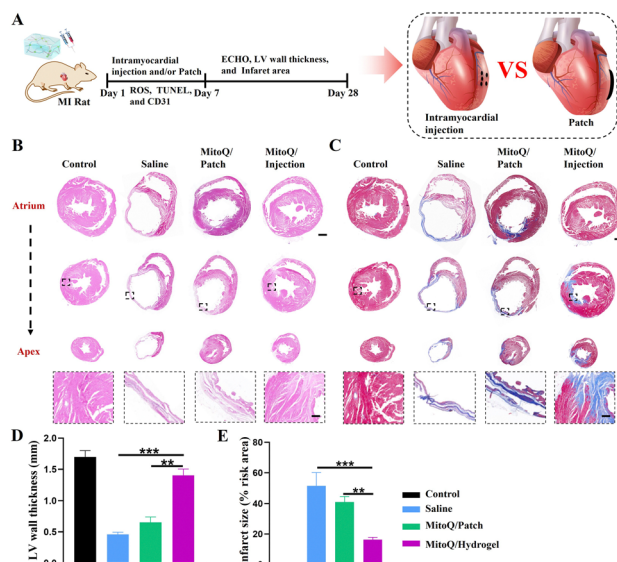 A
Intramyocardial
injection and/or Patch
ECHO, LV wall thickness,
and Infaret area
MI Rat
Day 1
ROS, TUNEL,
and CD31
Day 7
Day 28
VS
Intramyocardial
injection
Patch
B
Control
Saline
MitoQ/
Patch
MitoQ/
Injection
C
Control
Saline
MitoQ/
Patch
MitoQ/
Injection
Atrium
Apex
D
LV wall thickness (mm)
2.0
1.5
1.0
0.5
0.0
***
**
E
Infarct size (% risk area)
80
60
40
20
***
**
Control
Saline
MitoQ/Patch
MitoQ/Hydrogel